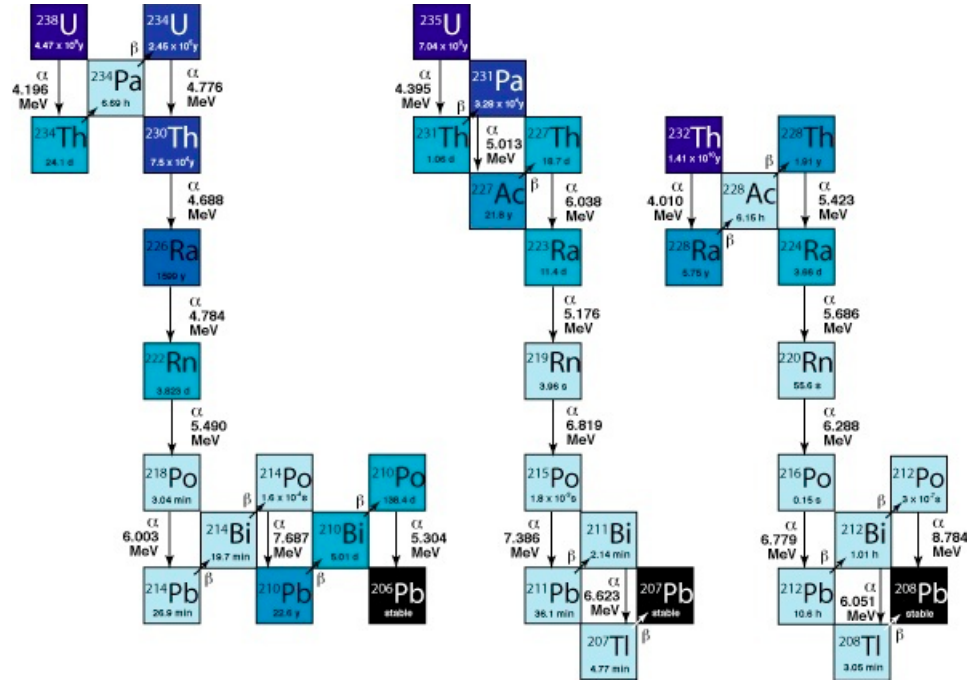 ²³⁸U
4.47 x 10⁹y
α
4.196
MeV
²³⁴Th
24.1 d
β
²³⁴Pa
6.69 h
²³⁴U
2.45 x 10⁵y
α
4.776
MeV
²³⁰Th
7.5 x 10⁴y
α
4.688
MeV
²²⁶Ra
1599 y
α
4.784
MeV
²²²Rn
3.823 d
α
5.490
MeV
²¹⁸Po
3.04 min
α
6.003
MeV
²¹⁴Pb
26.9 min
β
²¹⁴Bi
19.7 min
β
²¹⁴Po
1.6 x 10⁻⁴s
α
7.687
MeV
²¹⁰Pb
22.6 y
β
²¹⁰Bi
5.01 d
β
²¹⁰Po
138.4 d
α
5.304
MeV
²⁰⁶Pb
stable
²³⁵U
7.04 x 10⁸y
α
4.395
MeV
²³¹Th
1.06 d
β
²³¹Pa
3.28 x 10⁴y
α
5.013
MeV
²²⁷Ac
21.8 y
β
²²⁷Th
18.7 d
α
6.038
MeV
²²³Ra
11.4 d
α
5.176
MeV
²¹⁹Rn
3.96 s
α
6.819
MeV
²¹⁵Po
α
7.386
MeV
²¹¹Pb
36.1 min
β
²¹¹Bi
2.14 min
α
6.623
MeV
²⁰⁷Tl
4.77 min
β
²⁰⁷Pb
stable
²³²Th
1.41 x 10¹⁰y
α
4.010
MeV
²²⁸Ra
5.75 y
β
²²⁸Ac
6.15 h
β
²²⁸Th
1.91 y
α
5.423
MeV
²²⁴Ra
3.66 d
α
5.686
MeV
²²⁰Rn
55.6 s
α
6.288
MeV
²¹⁶Po
0.15 s
α
6.779
MeV
²¹²Pb
10.6 h
β
²¹²Bi
1.01 h
β
²¹²Po
3 x 10⁻⁷s
α
8.784
MeV
α
6.051
MeV
²⁰⁸Tl
3.05 min
β
²⁰⁸Pb
stable